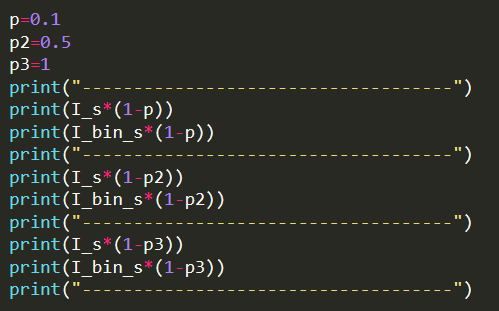 p=0.1
p2=0.5
p3=1
print("-----------------------------------")
print(I_s*(1-p))
print(I_bin_s*(1-p))
print("-----------------------------------")
print(I_s*(1-p2))
print(I_bin_s*(1-p2))
print("-----------------------------------")
print(I_s*(1-p3))
print(I_bin_s*(1-p3))
print("-----------------------------------")